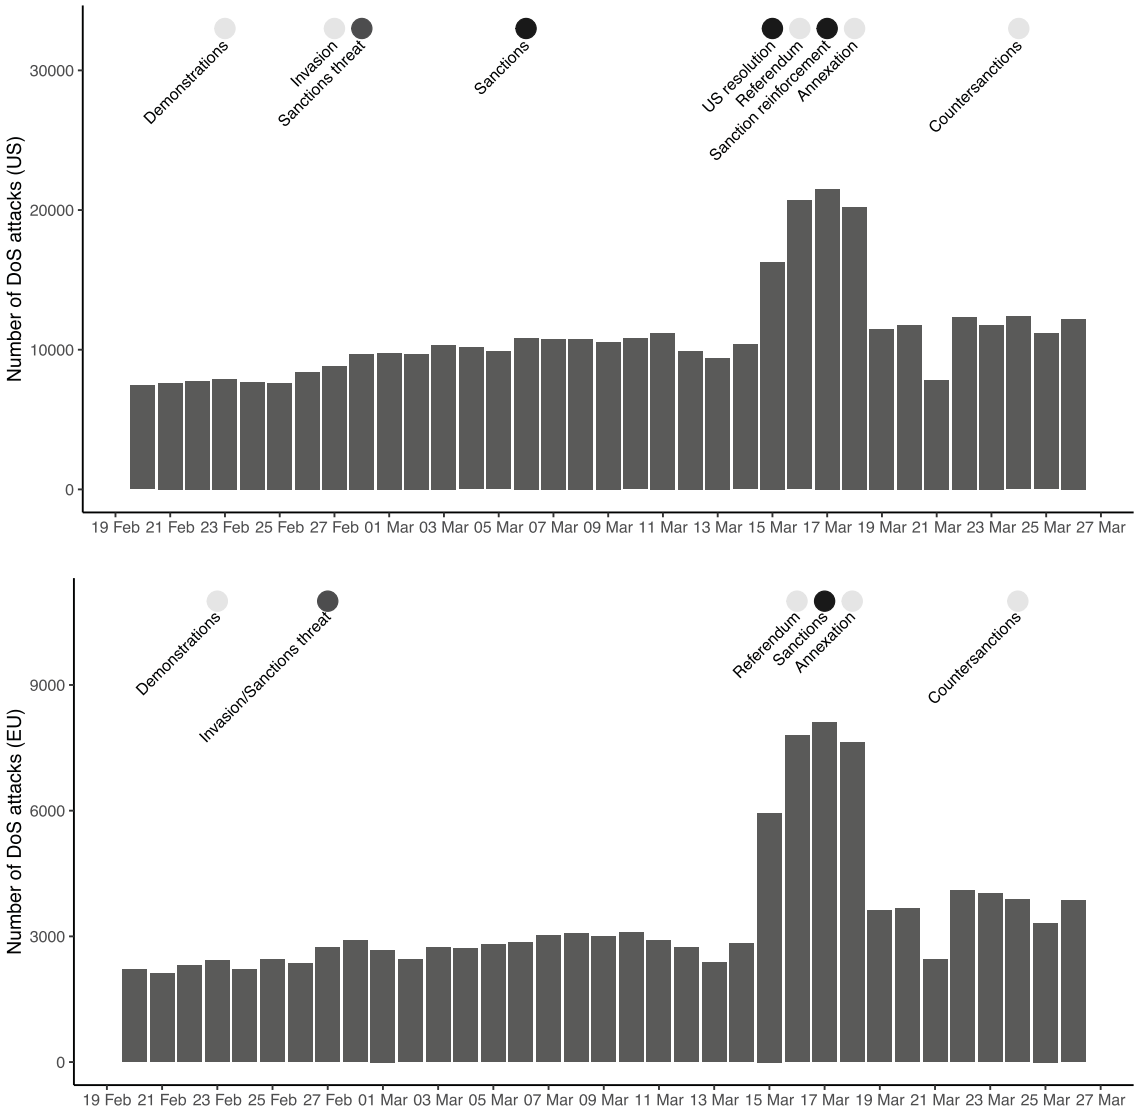 Demonstrations
Invasion
Sanctions threat
Sanctions
US resolution
Referendum
Sanction reinforcement
Annexation
Countersanctions
Number of DoS attacks (US)
30000
20000
10000
0
19 Feb 21 Feb 23 Feb 25 Feb 27 Feb 01 Mar 03 Mar 05 Mar 07 Mar 09 Mar 11 Mar 13 Mar 15 Mar 17 Mar 19 Mar 21 Mar 23 Mar 25 Mar 27 Mar
Demonstrations
Invasion/Sanctions threat
Referendum
Sanctions
Annexation
Countersanctions
Number of DoS attacks (EU)
9000
6000
3000
0
19 Feb 21 Feb 23 Feb 25 Feb 27 Feb 01 Mar 03 Mar 05 Mar 07 Mar 09 Mar 11 Mar 13 Mar 15 Mar 17 Mar 19 Mar 21 Mar 23 Mar 25 Mar 27 Mar